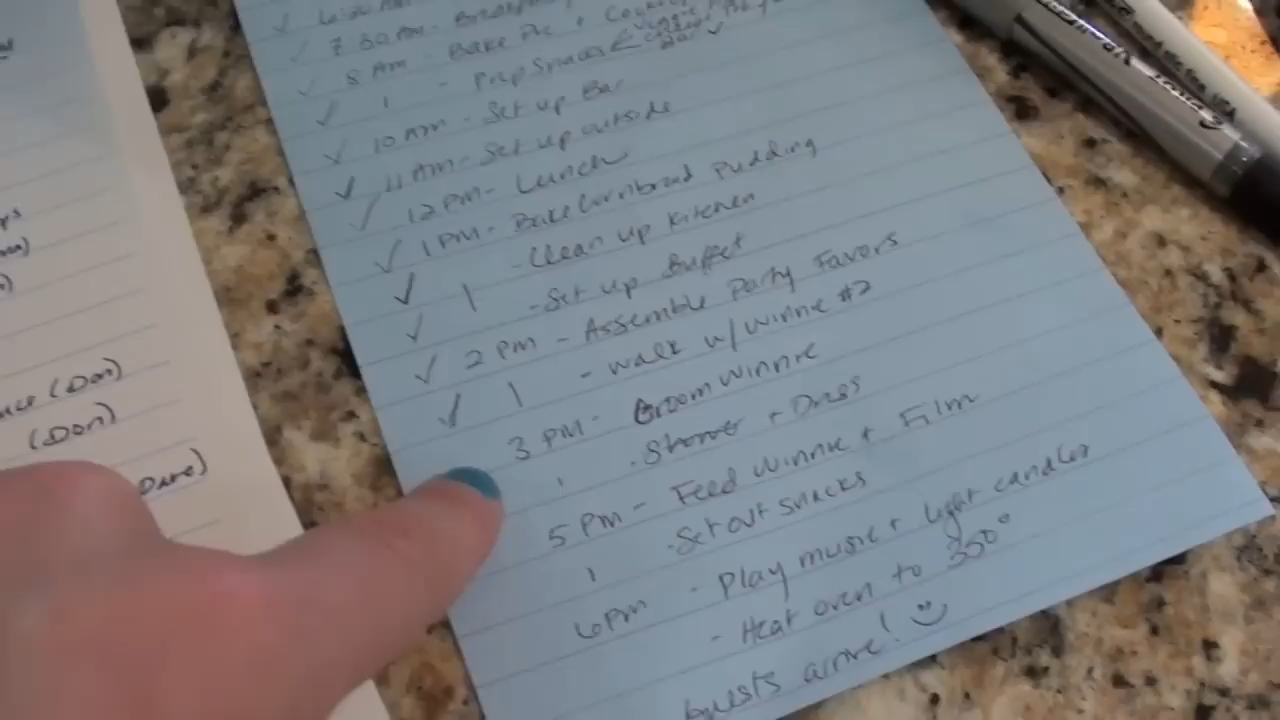 7:30 AM -
8 AM - Bake Pie +
- Prep Snacks < veggie
✓ 10 AM - Set up Bar
✓ 11 AM - Set up outside
✓ 12 PM - Lunch
✓ 1 PM - Bake Cornbread Pudding
✓ | - Clean up Kitchen
✓ - Set up Buffet
✓ 2 PM - Assemble Party Favors
✓ | - Walk w/ Winnie #2
3 PM - Groom Winnie
| - Shower + Dress
5 PM - Feed Winnie + Film
| - Set out snacks
6 PM - Play music + light candles
- Heat oven to 350°
guests arrive! :)
(Don)
(Don)